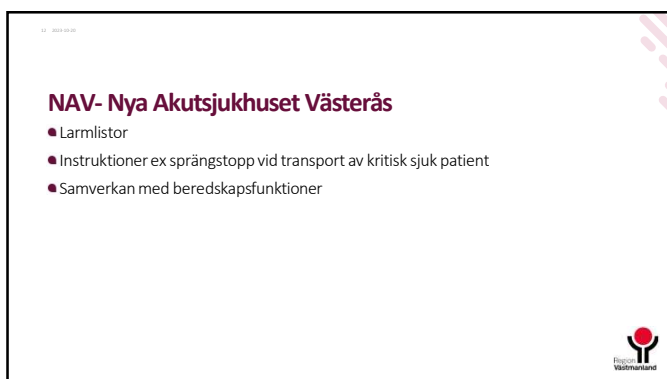 NAV- Nya Akutsjukhuset Västerås
Larmlistor
Instruktioner ex sprängstopp vid transport av kritisk sjuk patient
Samverkan med beredskapsfunktioner
Region
Västmanland